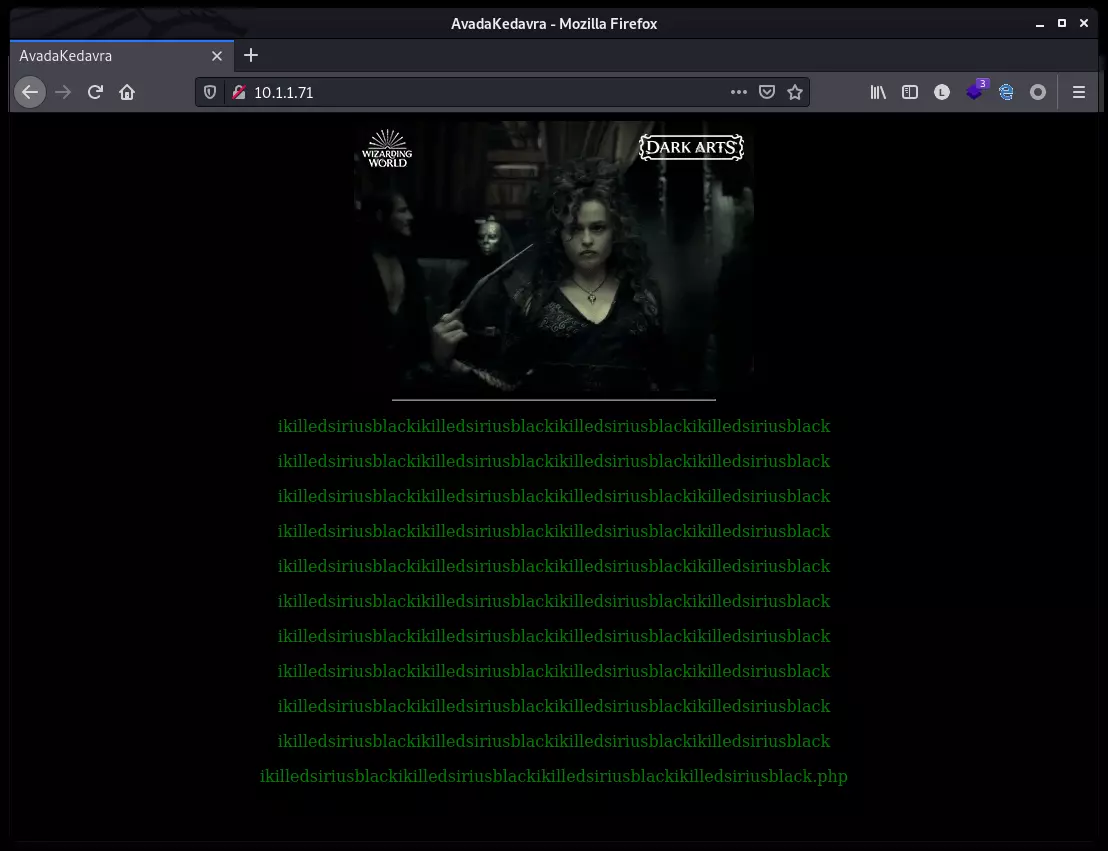 AvadaKedavra - Mozilla Firefox
AvadaKedavra
10.1.1.71
L
3
WIZARDING
WORLD
DARK ARTS
ikilledsiriusblackikilledsiriusblackikilledsiriusblackikilledsiriusblack
ikilledsiriusblackikilledsiriusblackikilledsiriusblackikilledsiriusblack
ikilledsiriusblackikilledsiriusblackikilledsiriusblackikilledsiriusblack
ikilledsiriusblackikilledsiriusblackikilledsiriusblackikilledsiriusblack
ikilledsiriusblackikilledsiriusblackikilledsiriusblackikilledsiriusblack
ikilledsiriusblackikilledsiriusblackikilledsiriusblackikilledsiriusblack
ikilledsiriusblackikilledsiriusblackikilledsiriusblackikilledsiriusblack
ikilledsiriusblackikilledsiriusblackikilledsiriusblackikilledsiriusblack
ikilledsiriusblackikilledsiriusblackikilledsiriusblackikilledsiriusblack
ikilledsiriusblackikilledsiriusblackikilledsiriusblackikilledsiriusblack
ikilledsiriusblackikilledsiriusblackikilledsiriusblackikilledsiriusblack.php